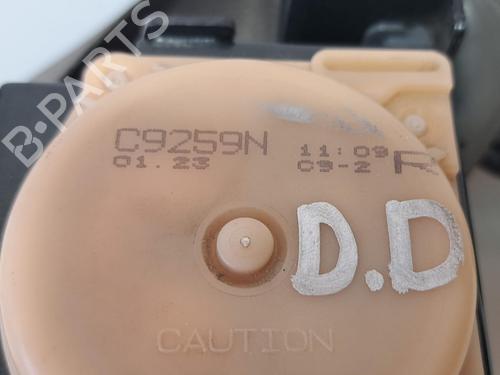 B-PARTS
C9259N
11:09
01.23
C9-2
R
D.D
CAUTION